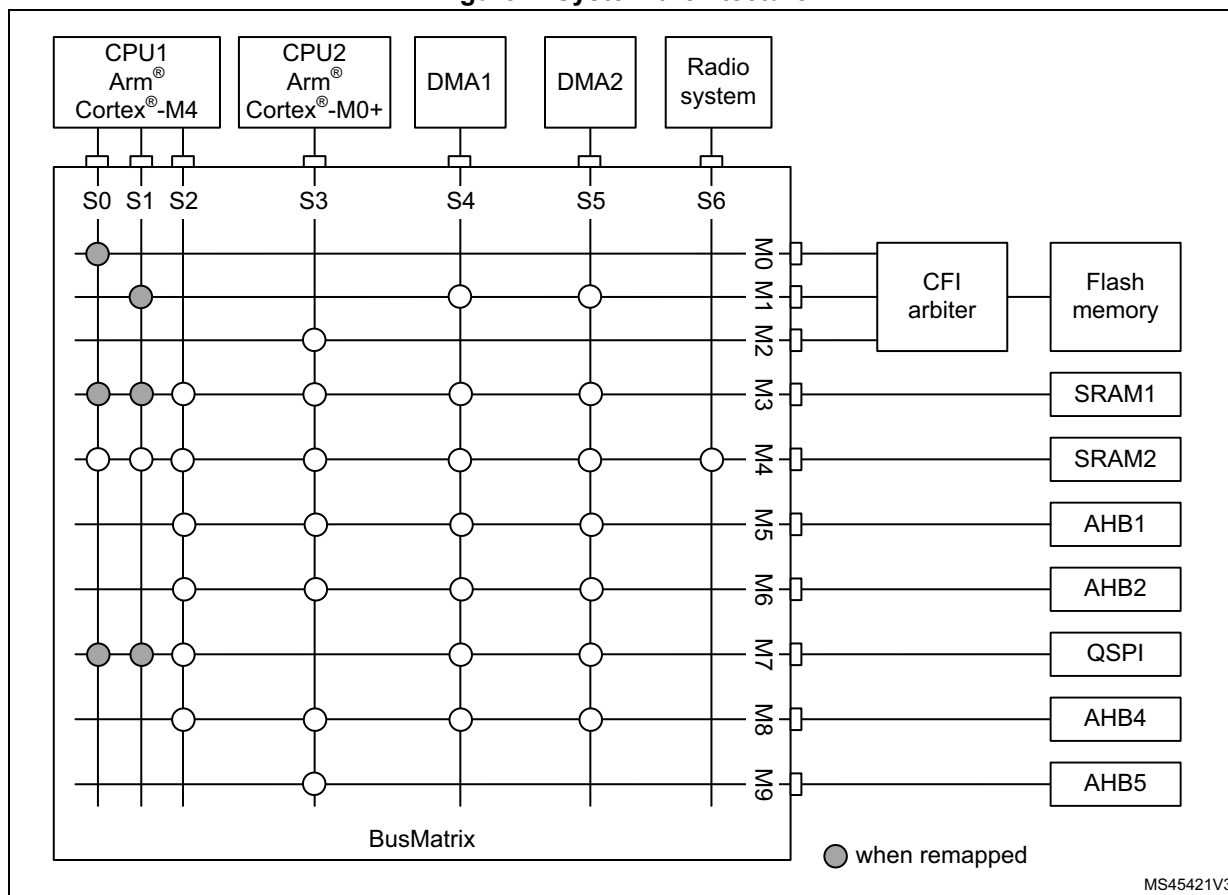 CPU1
Arm®
Cortex®-M4
CPU2
Arm®
Cortex®-M0+
DMA1
DMA2
Radio
system
S0 S1 S2 S3 S4 S5 S6
M0
M1
M2
CFI
arbiter
Flash
memory
M3
SRAM1
M4
SRAM2
M5
AHB1
M6
AHB2
M7
QSPI
M8
AHB4
M9
AHB5
BusMatrix
when remapped
MS45421V3